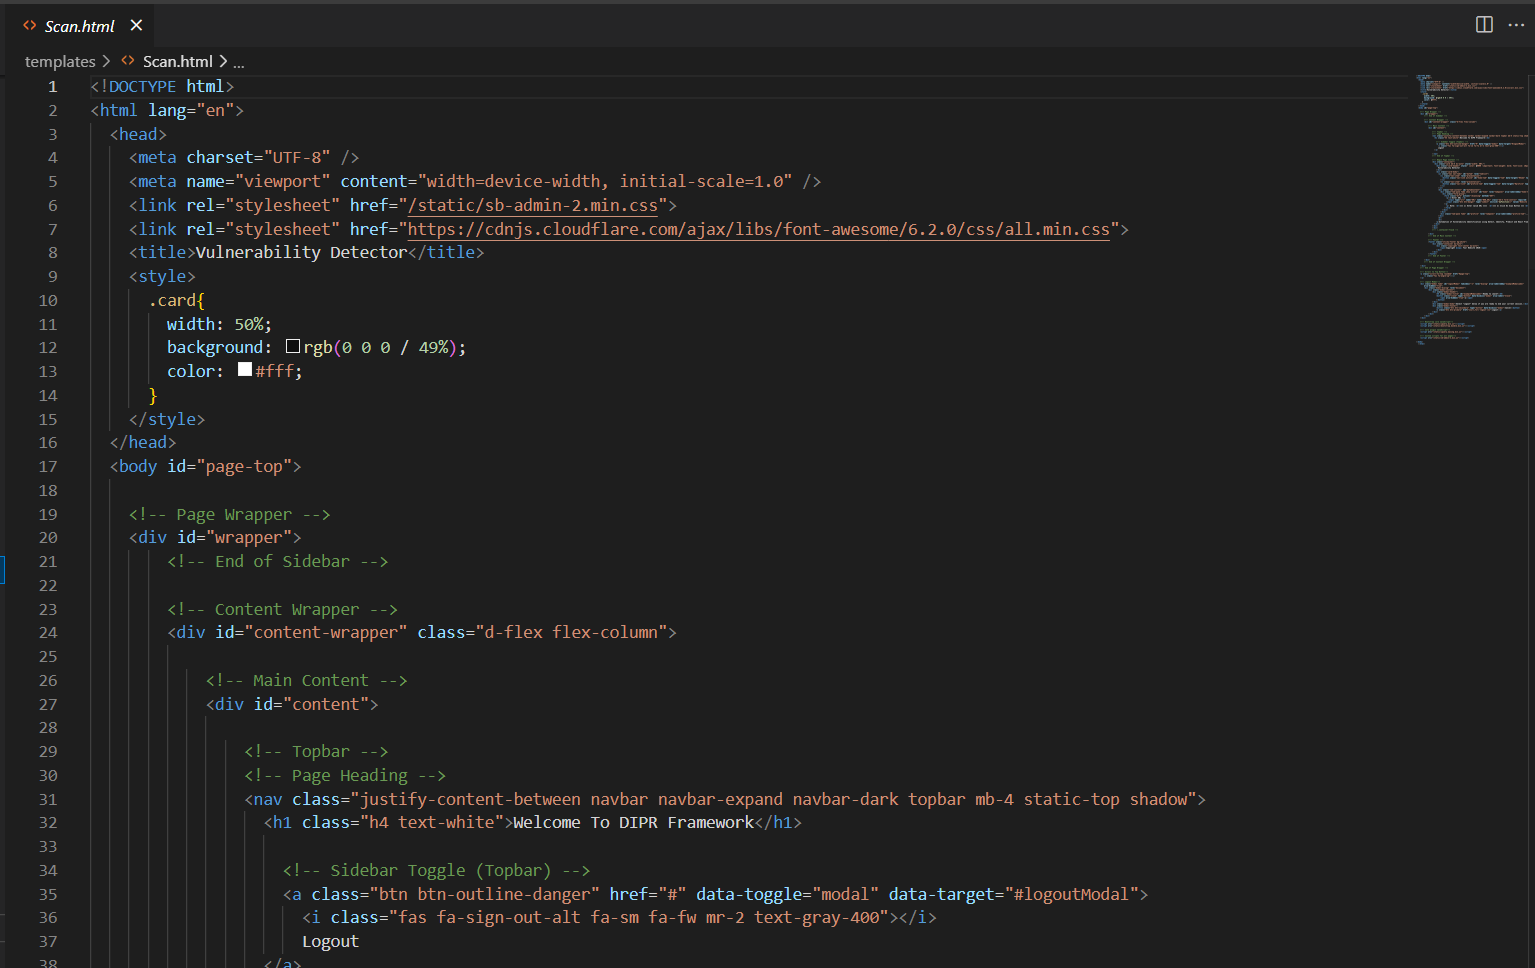 Scan.html
templates > Scan.html > ...
1 <!DOCTYPE html>
2 <html lang="en">
3 <head>
4 <meta charset="UTF-8" />
5 <meta name="viewport" content="width=device-width, initial-scale=1.0" />
6 <link rel="stylesheet" href="/static/sb-admin-2.min.css">
7 <link rel="stylesheet" href="https://cdnjs.cloudflare.com/ajax/libs/font-awesome/6.2.0/css/all.min.css">
8 <title>Vulnerability Detector</title>
9 <style>
10 .card{
11 width: 50%;
12 background: rgb(0 0 0 / 49%);
13 color: #fff;
14 }
15 </style>
16 </head>
17 <body id="page-top">
18
19 <!-- Page Wrapper -->
20 <div id="wrapper">
21 <!-- End of Sidebar -->
22
23 <!-- Content Wrapper -->
24 <div id="content-wrapper" class="d-flex flex-column">
25
26 <!-- Main Content -->
27 <div id="content">
28
29 <!-- Topbar -->
30 <!-- Page Heading -->
31 <nav class="justify-content-between navbar navbar-expand navbar-dark topbar mb-4 static-top shadow">
32 <h1 class="h4 text-white">Welcome To DIPR Framework</h1>
33
34 <!-- Sidebar Toggle (Topbar) -->
35 <a class="btn btn-outline-danger" href="#" data-toggle="modal" data-target="#logoutModal">
36 <i class="fas fa-sign-out-alt fa-sm fa-fw mr-2 text-gray-400"></i>
37 Logout
38 </a>